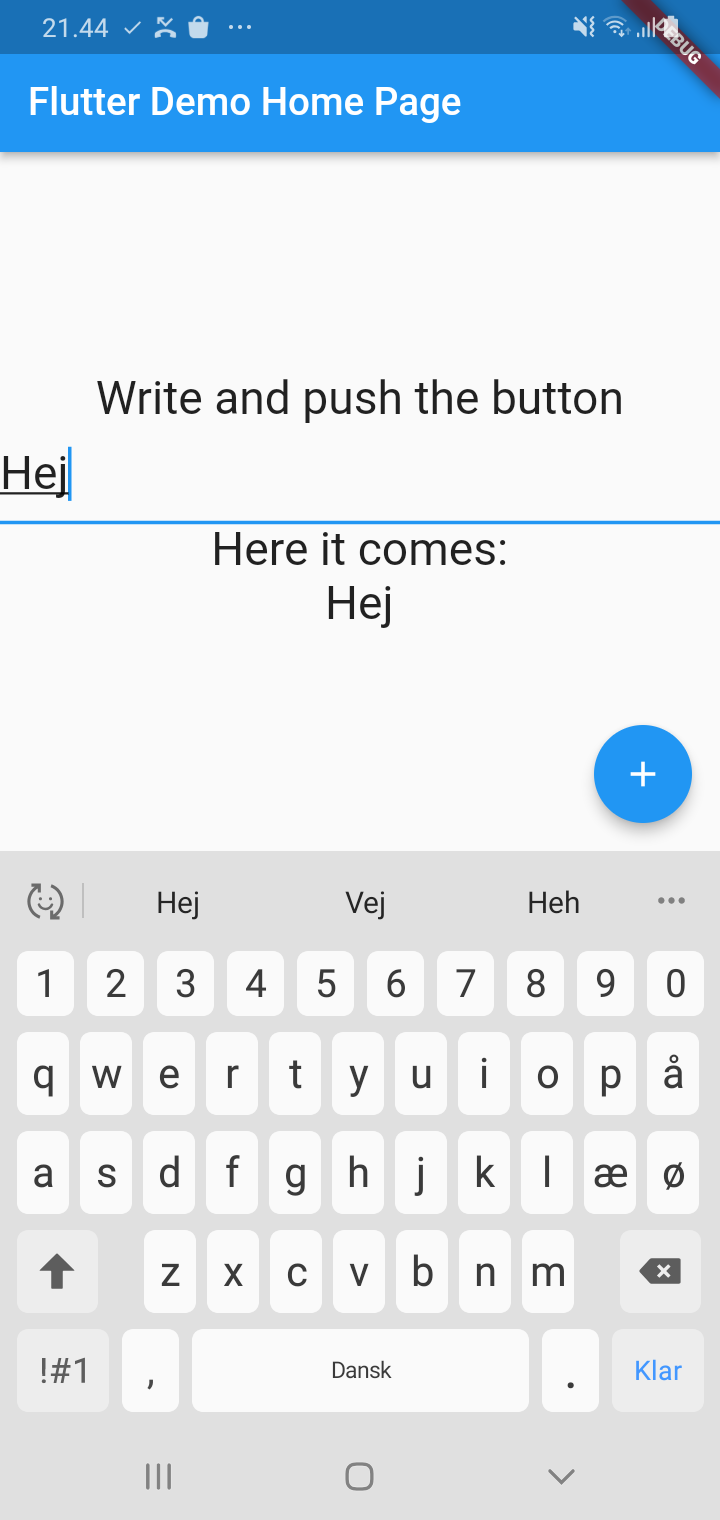 21.44
DEBUG
Flutter Demo Home Page
Write and push the button
Hej
Here it comes:
Hej
Hej Vej Heh
1 2 3 4 5 6 7 8 9 0
q w e r t y u i o p å
a s d f g h j k l æ ø
z x c v b n m
!#1 , Dansk . Klar